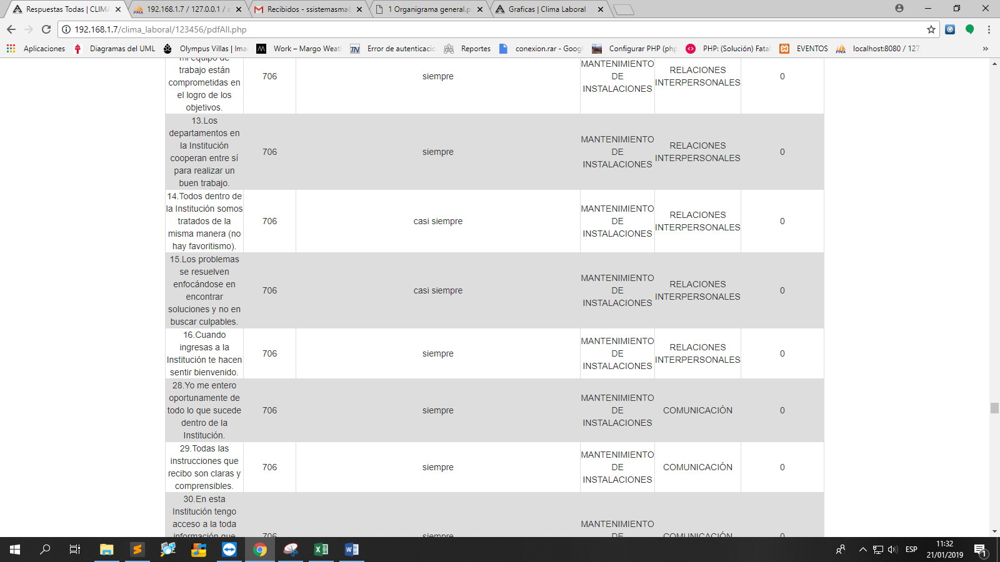 Respuestas Todas | CLIMA
192.168.1.7 / 127.0.0.1 / c
Recibidos - ssistemasma
1 Organigrama general.p
Graficas | Clima Laboral
192.168.1.7/clima_laboral/123456/pdfAll.php
Aplicaciones
Diagramas del UML
Olympus Villas | Ima
Work – Margo Weat
Error de autenticacio
Reportes
conexion.rar - Googl
Configurar PHP (php
PHP: (Solución) Fatal
EVENTOS
localhost:8080 / 127.
»
mi equipo de
trabajo están
comprometidas en
el logro de los
objetivos.
706
siempre
MANTENIMIENTO
DE
INSTALACIONES
RELACIONES
INTERPERSONALES
0
13.Los
departamentos en
la Institución
cooperan entre sí
para realizar un
buen trabajo.
706
siempre
MANTENIMIENTO
DE
INSTALACIONES
RELACIONES
INTERPERSONALES
0
14.Todos dentro de
la Institución somos
tratados de la
misma manera (no
hay favoritismo).
706
casi siempre
MANTENIMIENTO
DE
INSTALACIONES
RELACIONES
INTERPERSONALES
0
15.Los problemas
se resuelven
enfocándose en
encontrar
soluciones y no en
buscar culpables.
706
casi siempre
MANTENIMIENTO
DE
INSTALACIONES
RELACIONES
INTERPERSONALES
0
16.Cuando
ingresas a la
Institución te hacen
sentir bienvenido.
706
siempre
MANTENIMIENTO
DE
INSTALACIONES
RELACIONES
INTERPERSONALES
0
28.Yo me entero
oportunamente de
todo lo que sucede
dentro de la
Institución.
706
siempre
MANTENIMIENTO
DE
INSTALACIONES
COMUNICACIÓN
0
29.Todas las
instrucciones que
recibo son claras y
comprensibles.
706
siempre
MANTENIMIENTO
DE
INSTALACIONES
COMUNICACIÓN
0
30.En esta
Institución tengo
acceso a la toda
información que
706
siempre
MANTENIMIENTO
DE
COMUNICACIÓN
0
ESP
11:32
21/01/2019
1